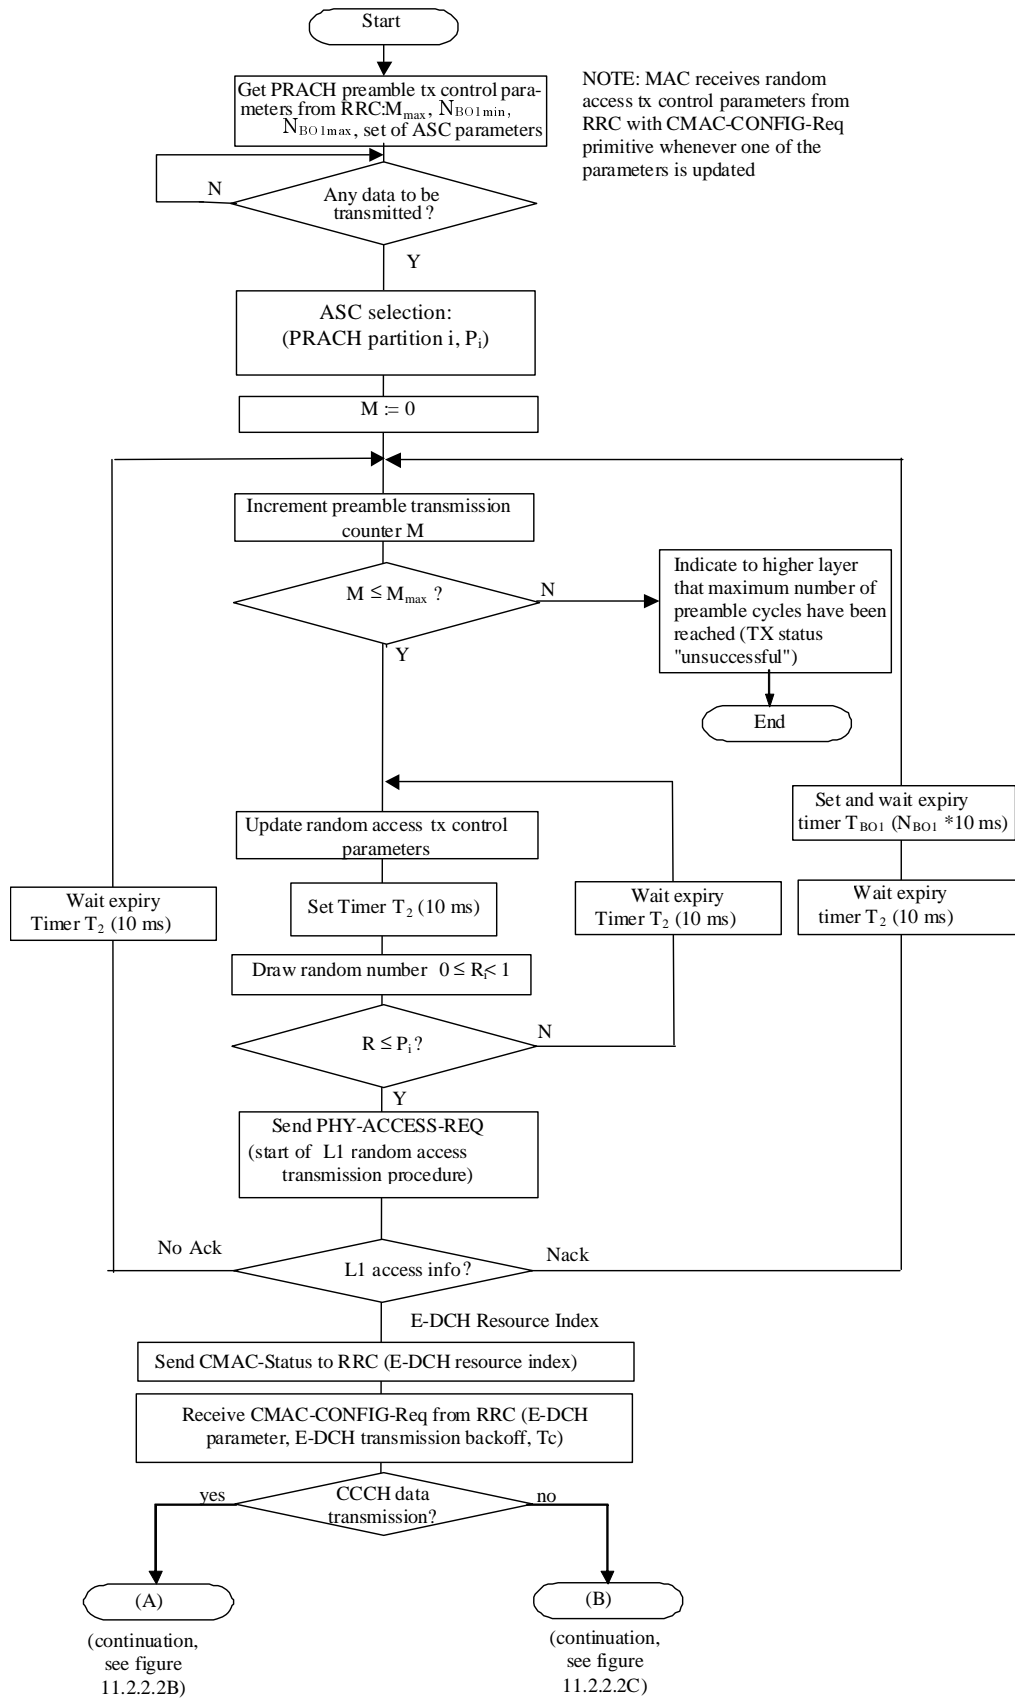 Start
Get PRACH preamble tx control para-
meters from RRC:Mmax, NBO1min,
NBO1max, set of ASC parameters
NOTE: MAC receives random
access tx control parameters from
RRC with CMAC-CONFIG-Req
primitive whenever one of the
parameters is updated
N
Any data to be
transmitted ?
Y
ASC selection:
(PRACH partition i, Pi)
M := 0
Increment preamble transmission
counter M
M ≤ Mmax ?
N
Y
Indicate to higher layer
that maximum number of
preamble cycles have been
reached (TX status
"unsuccessful")
End
Update random access tx control
parameters
Set and wait expiry
timer TBO1 (NBO1 *10 ms)
Wait expiry
Timer T2 (10 ms)
Set Timer T2 (10 ms)
Wait expiry
Timer T2 (10 ms)
Wait expiry
timer T2 (10 ms)
Draw random number 0 ≤ Ri< 1
R ≤ Pi?
N
Y
Send PHY-ACCESS-REQ
(start of L1 random access
transmission procedure)
No Ack
L1 access info?
Nack
E-DCH Resource Index
Send CMAC-Status to RRC (E-DCH resource index)
Receive CMAC-CONFIG-Req from RRC (E-DCH
parameter, E-DCH transmission backoff, Tc)
yes
CCCH data
transmission?
no
(A)
(B)
(continuation,
see figure
11.2.2.2B)
(continuation,
see figure
11.2.2.2C)